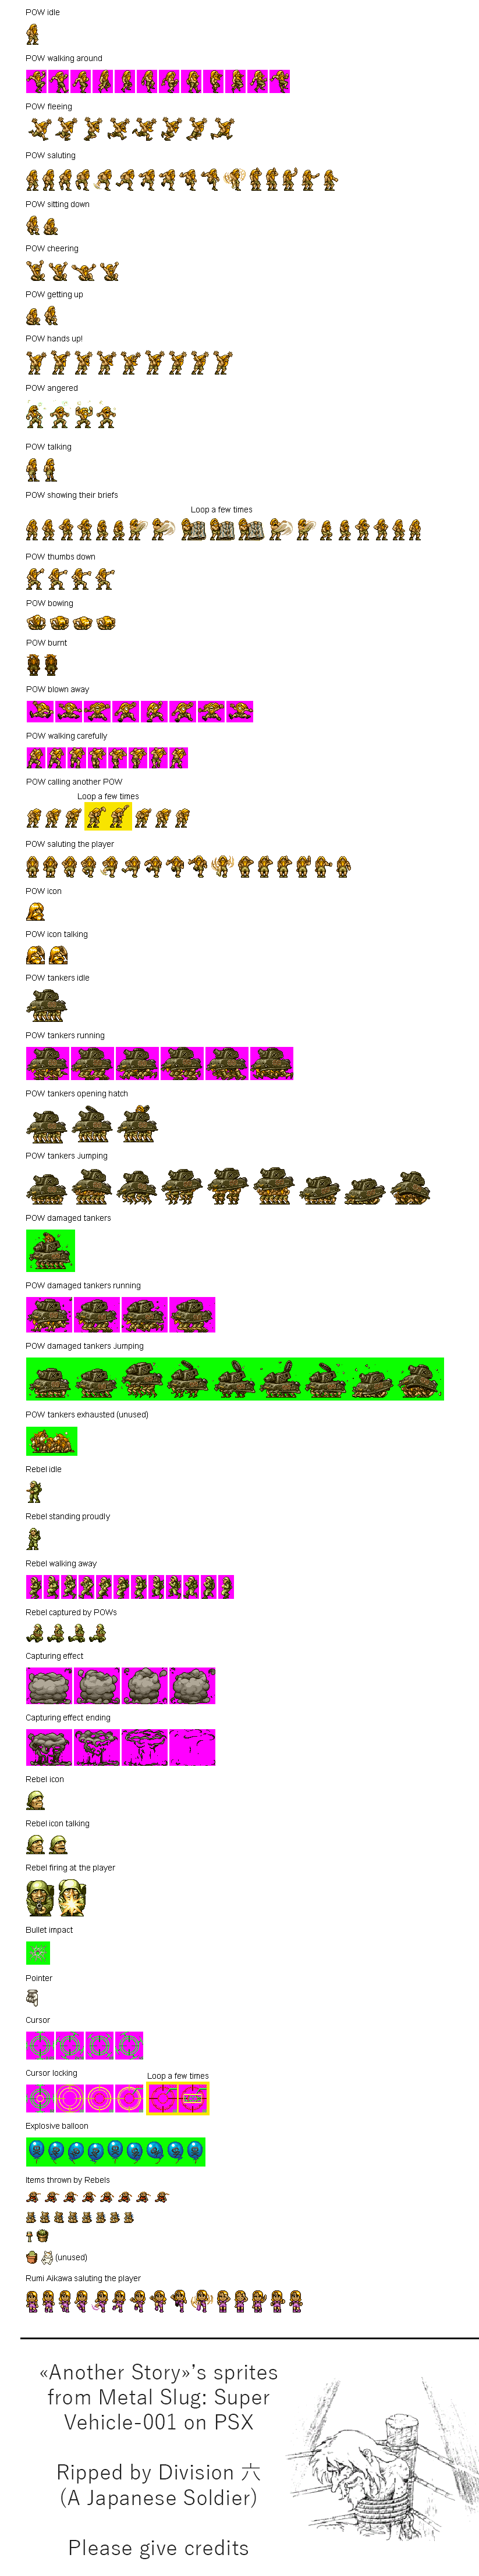 POW idle
POW walking around
POW fleeing
POW saluting
POW sitting down
POW cheering
POW getting up
POW hands up!
POW angered
POW talking
POW showing their briefs
Loop a few times
POW thumbs down
POW bowing
POW burnt
POW blown away
POW walking carefully
POW calling another POW
Loop a few times
POW saluting the player
POW icon
POW icon talking
POW tankers idle
POW tankers running
POW tankers opening hatch
POW tankers Jumping
POW damaged tankers
POW damaged tankers running
POW damaged tankers Jumping
POW tankers exhausted (unused)
Rebel idle
Rebel standing proudly
Rebel walking away
Rebel captured by POWs
Capturing effect
Capturing effect ending
Rebel icon
Rebel icon talking
Rebel firing at the player
Bullet impact
Pointer
Cursor
Cursor locking
Loop a few times
Explosive balloon
Items thrown by Rebels
(unused)
Rumi Aikawa saluting the player
«Another Story»'s sprites
from Metal Slug: Super
Vehicle-001 on PSX
Ripped by Division 六
(A Japanese Soldier)
Please give credits